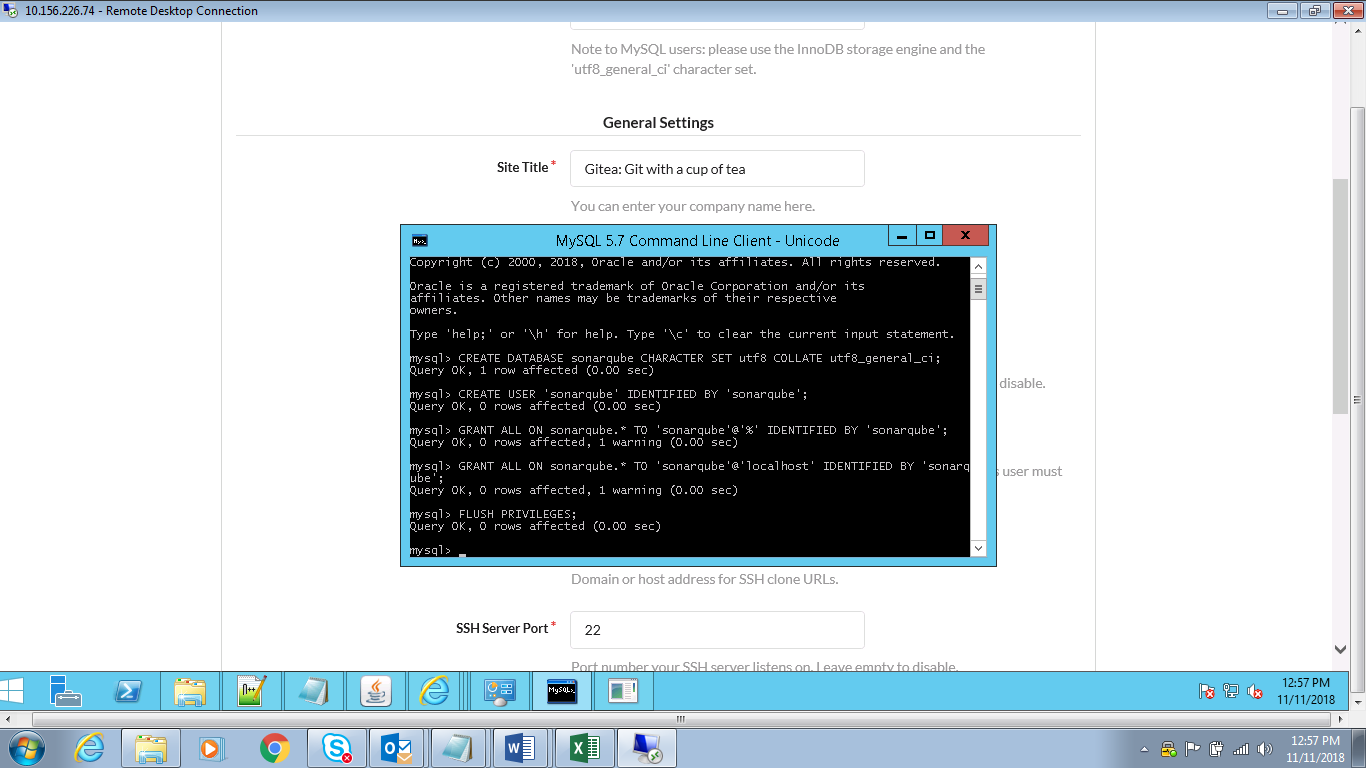 10.156.226.74 - Remote Desktop Connection
Note to MySQL users: please use the InnoDB storage engine and the
'utf8_general_ci' character set.
General Settings
Site Title *
Gitea: Git with a cup of tea
You can enter your company name here.
MySQL 5.7 Command Line Client - Unicode
Copyright (c) 2000, 2018, Oracle and/or its affiliates. All rights reserved.
Oracle is a registered trademark of Oracle Corporation and/or its
affiliates. Other names may be trademarks of their respective
owners.
Type 'help;' or '\h' for help. Type '\c' to clear the current input statement.
mysql> CREATE DATABASE sonarqube CHARACTER SET utf8 COLLATE utf8_general_ci;
Query OK, 1 row affected (0.00 sec)
mysql> CREATE USER 'sonarqube' IDENTIFIED BY 'sonarqube';
Query OK, 0 rows affected (0.00 sec)
mysql> GRANT ALL ON sonarqube.* TO 'sonarqube'@'%' IDENTIFIED BY 'sonarqube';
Query OK, 0 rows affected, 1 warning (0.00 sec)
mysql> GRANT ALL ON sonarqube.* TO 'sonarqube'@'localhost' IDENTIFIED BY 'sonarq
ube';
Query OK, 0 rows affected, 1 warning (0.00 sec)
mysql> FLUSH PRIVILEGES;
Query OK, 0 rows affected (0.00 sec)
mysql> _
disable.
s user must
Domain or host address for SSH clone URLs.
SSH Server Port *
22
Port number your SSH server listens on. Leave empty to disable.
MySQL
12:57 PM
11/11/2018
12:57 PM
11/11/2018